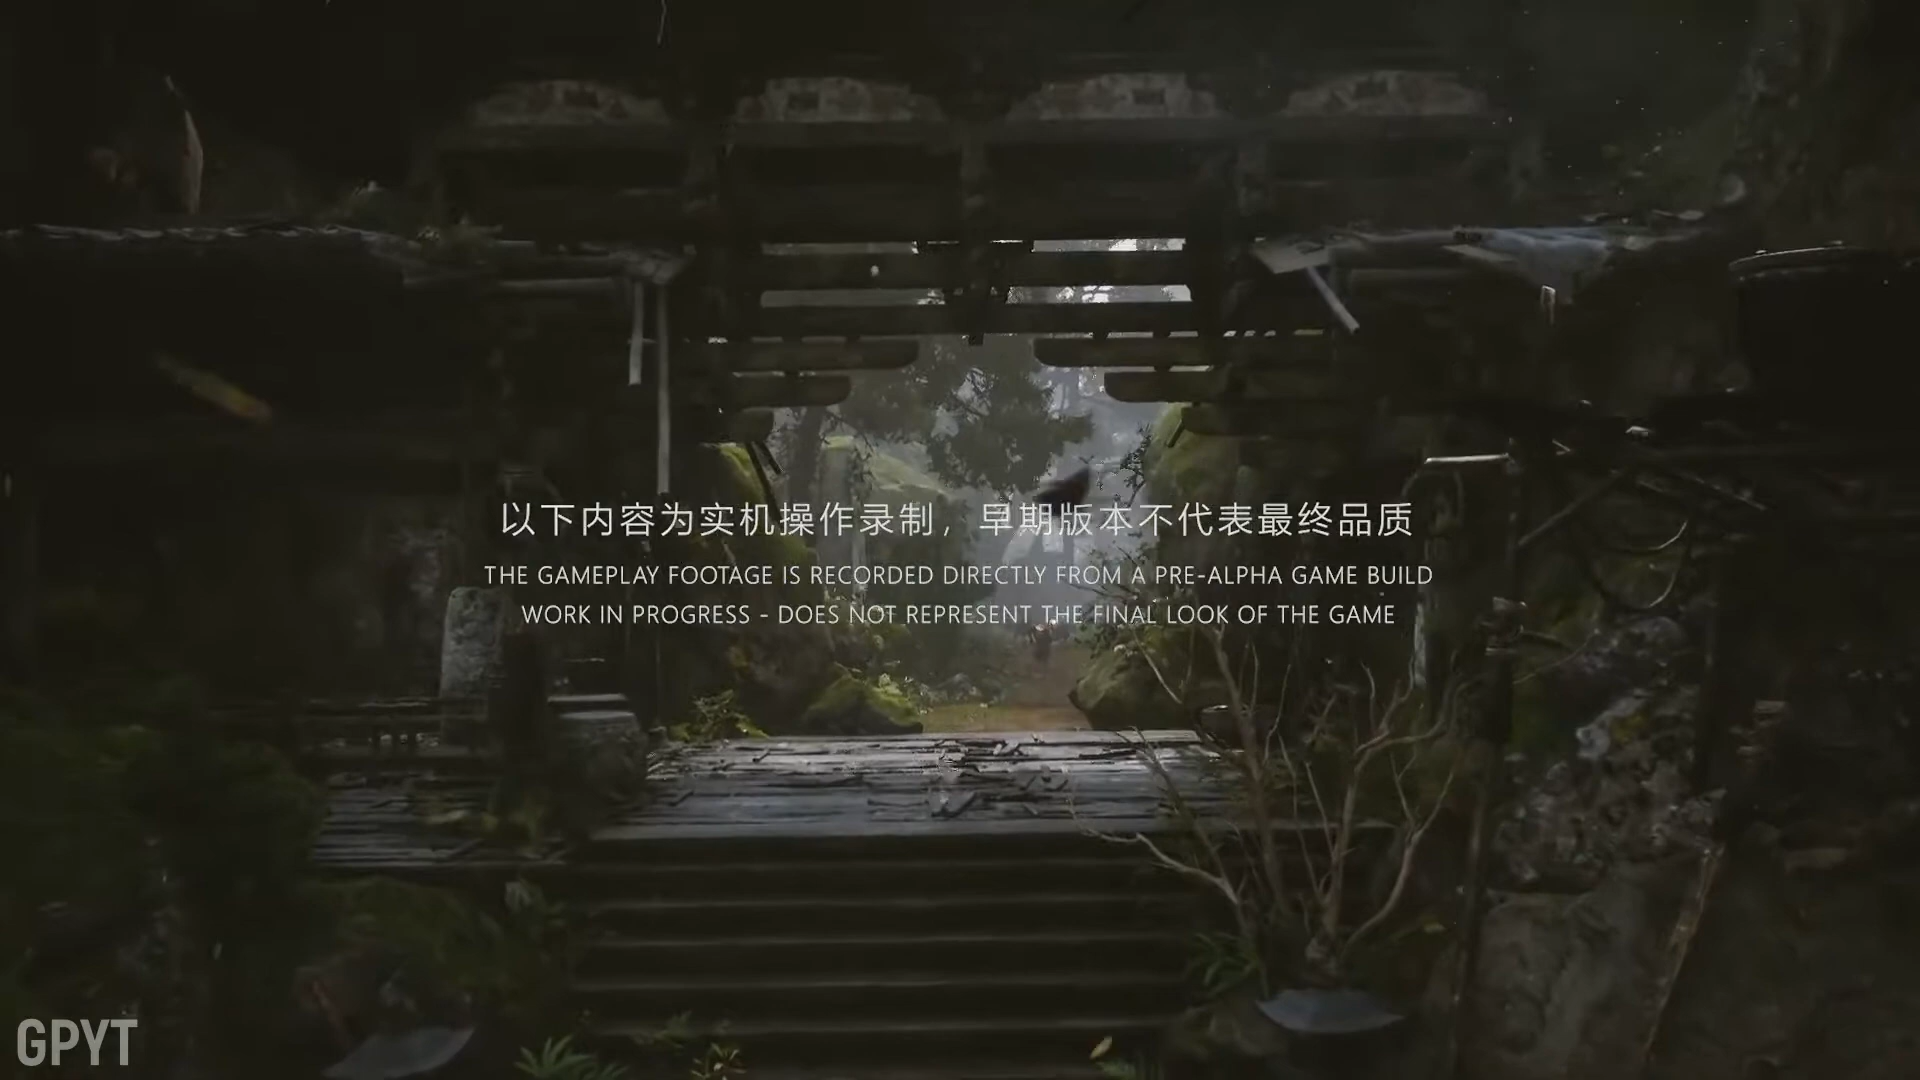 以下内容为实机操作录制，早期版本不代表最终品质
THE GAMEPLAY FOOTAGE IS RECORDED DIRECTLY FROM A PRE-ALPHA GAME BUILD
WORK IN PROGRESS - DOES NOT REPRESENT THE FINAL LOOK OF THE GAME
GPYT